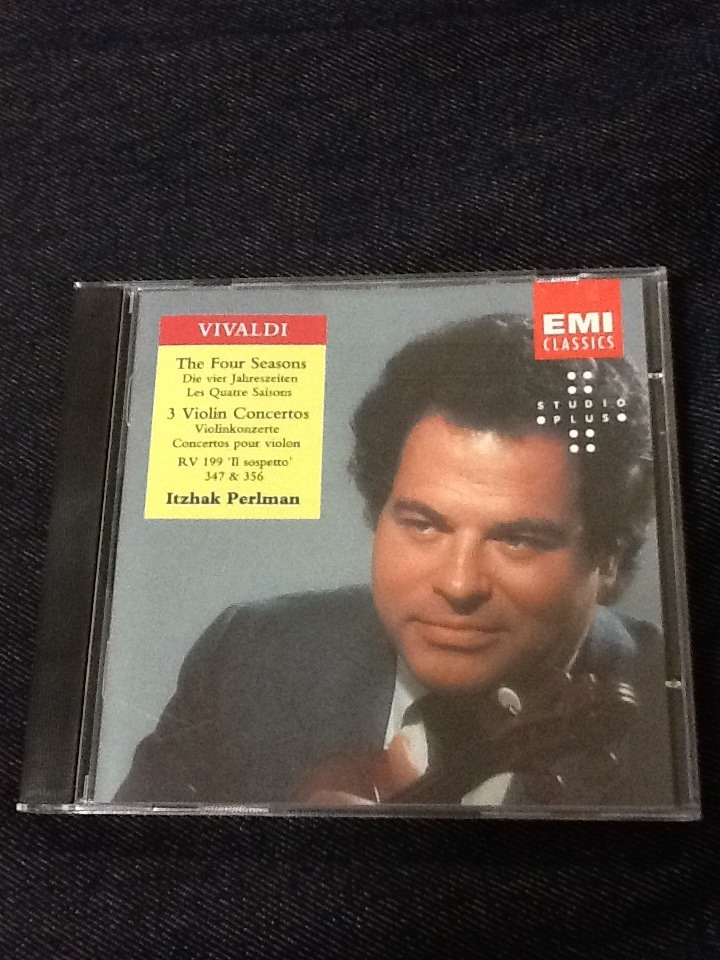 VIVALDI
The Four Seasons
Die vier Jahreszeiten
Les Quatre Saisons
3 Violin Concertos
Violinkonzerte
Concertos pour violon
RV 199 'Il sospetto'
347 & 356
Itzhak Perlman
EMI
CLASSICS
STUDIO
PLUS